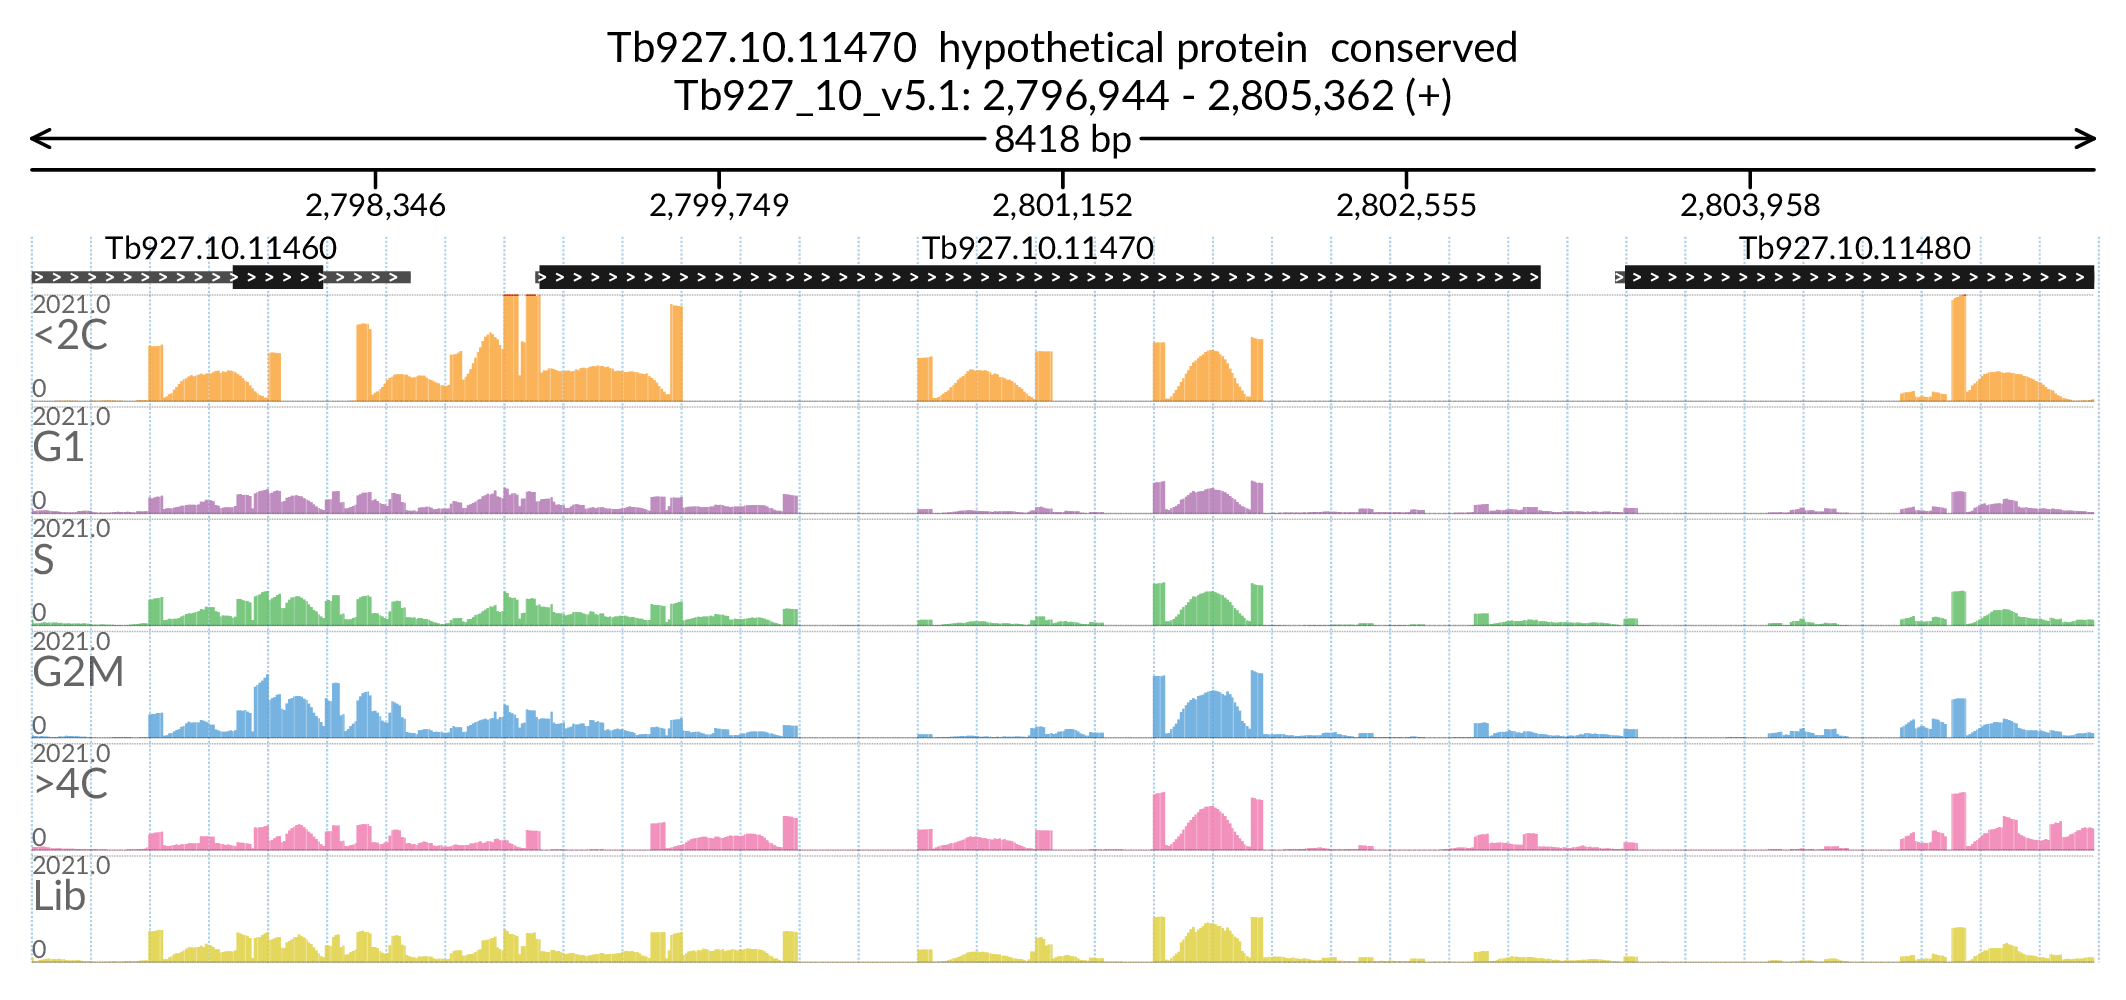 Tb927.10.11470  hypothetical protein  conserved
Tb927_10_v5.1: 2,796,944 - 2,805,362 (+)
8418 bp
2,798,346 2,799,749 2,801,152 2,802,555 2,803,958
Tb927.10.11460 Tb927.10.11470 Tb927.10.11480
2021.0
<2C
0
2021.0
G1
0
2021.0
S
0
2021.0
G2M
0
2021.0
>4C
0
2021.0
Lib
0